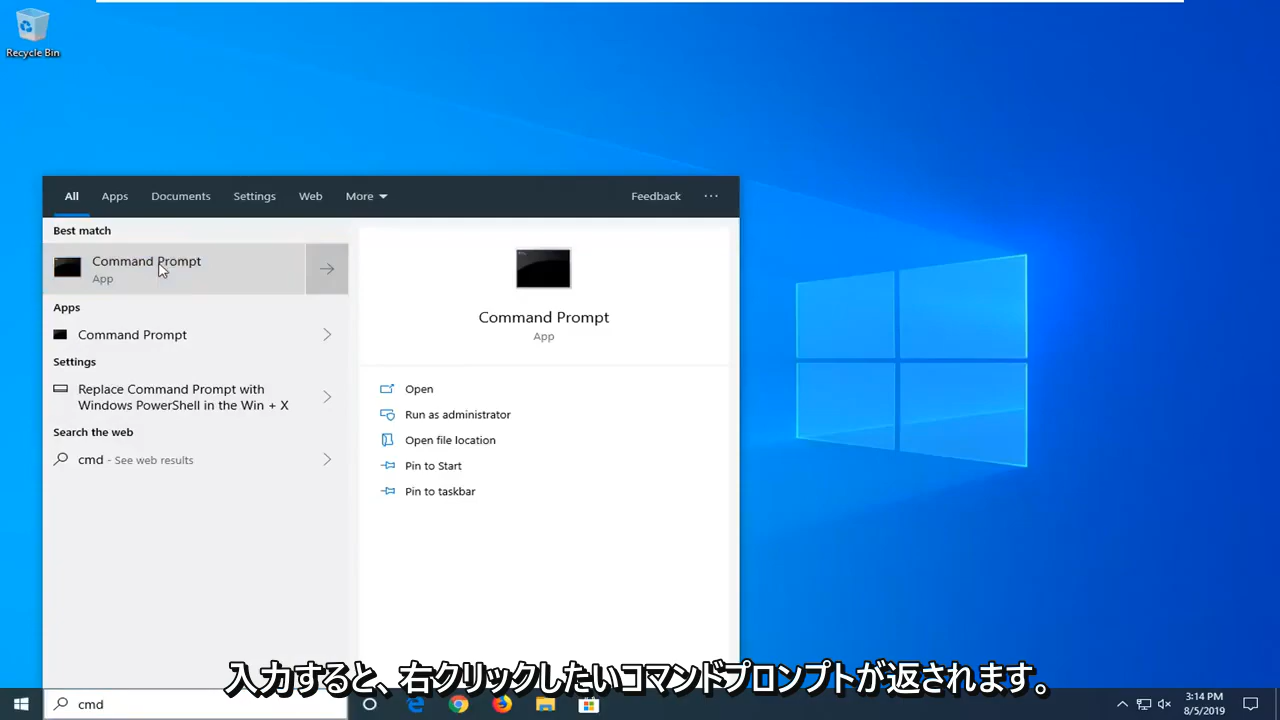 Recycle Bin
All Apps Documents Settings Web More Feedback ...
Best match
Command Prompt
App
Apps
Command Prompt
Settings
Replace Command Prompt with
Windows PowerShell in the Win + X
Search the web
cmd - See web results
Command Prompt
App
Open
Run as administrator
Open file location
Pin to Start
Pin to taskbar
入力すると、右クリックしたいコマンドプロンプトが返されます。
cmd
3:14 PM
8/5/2019